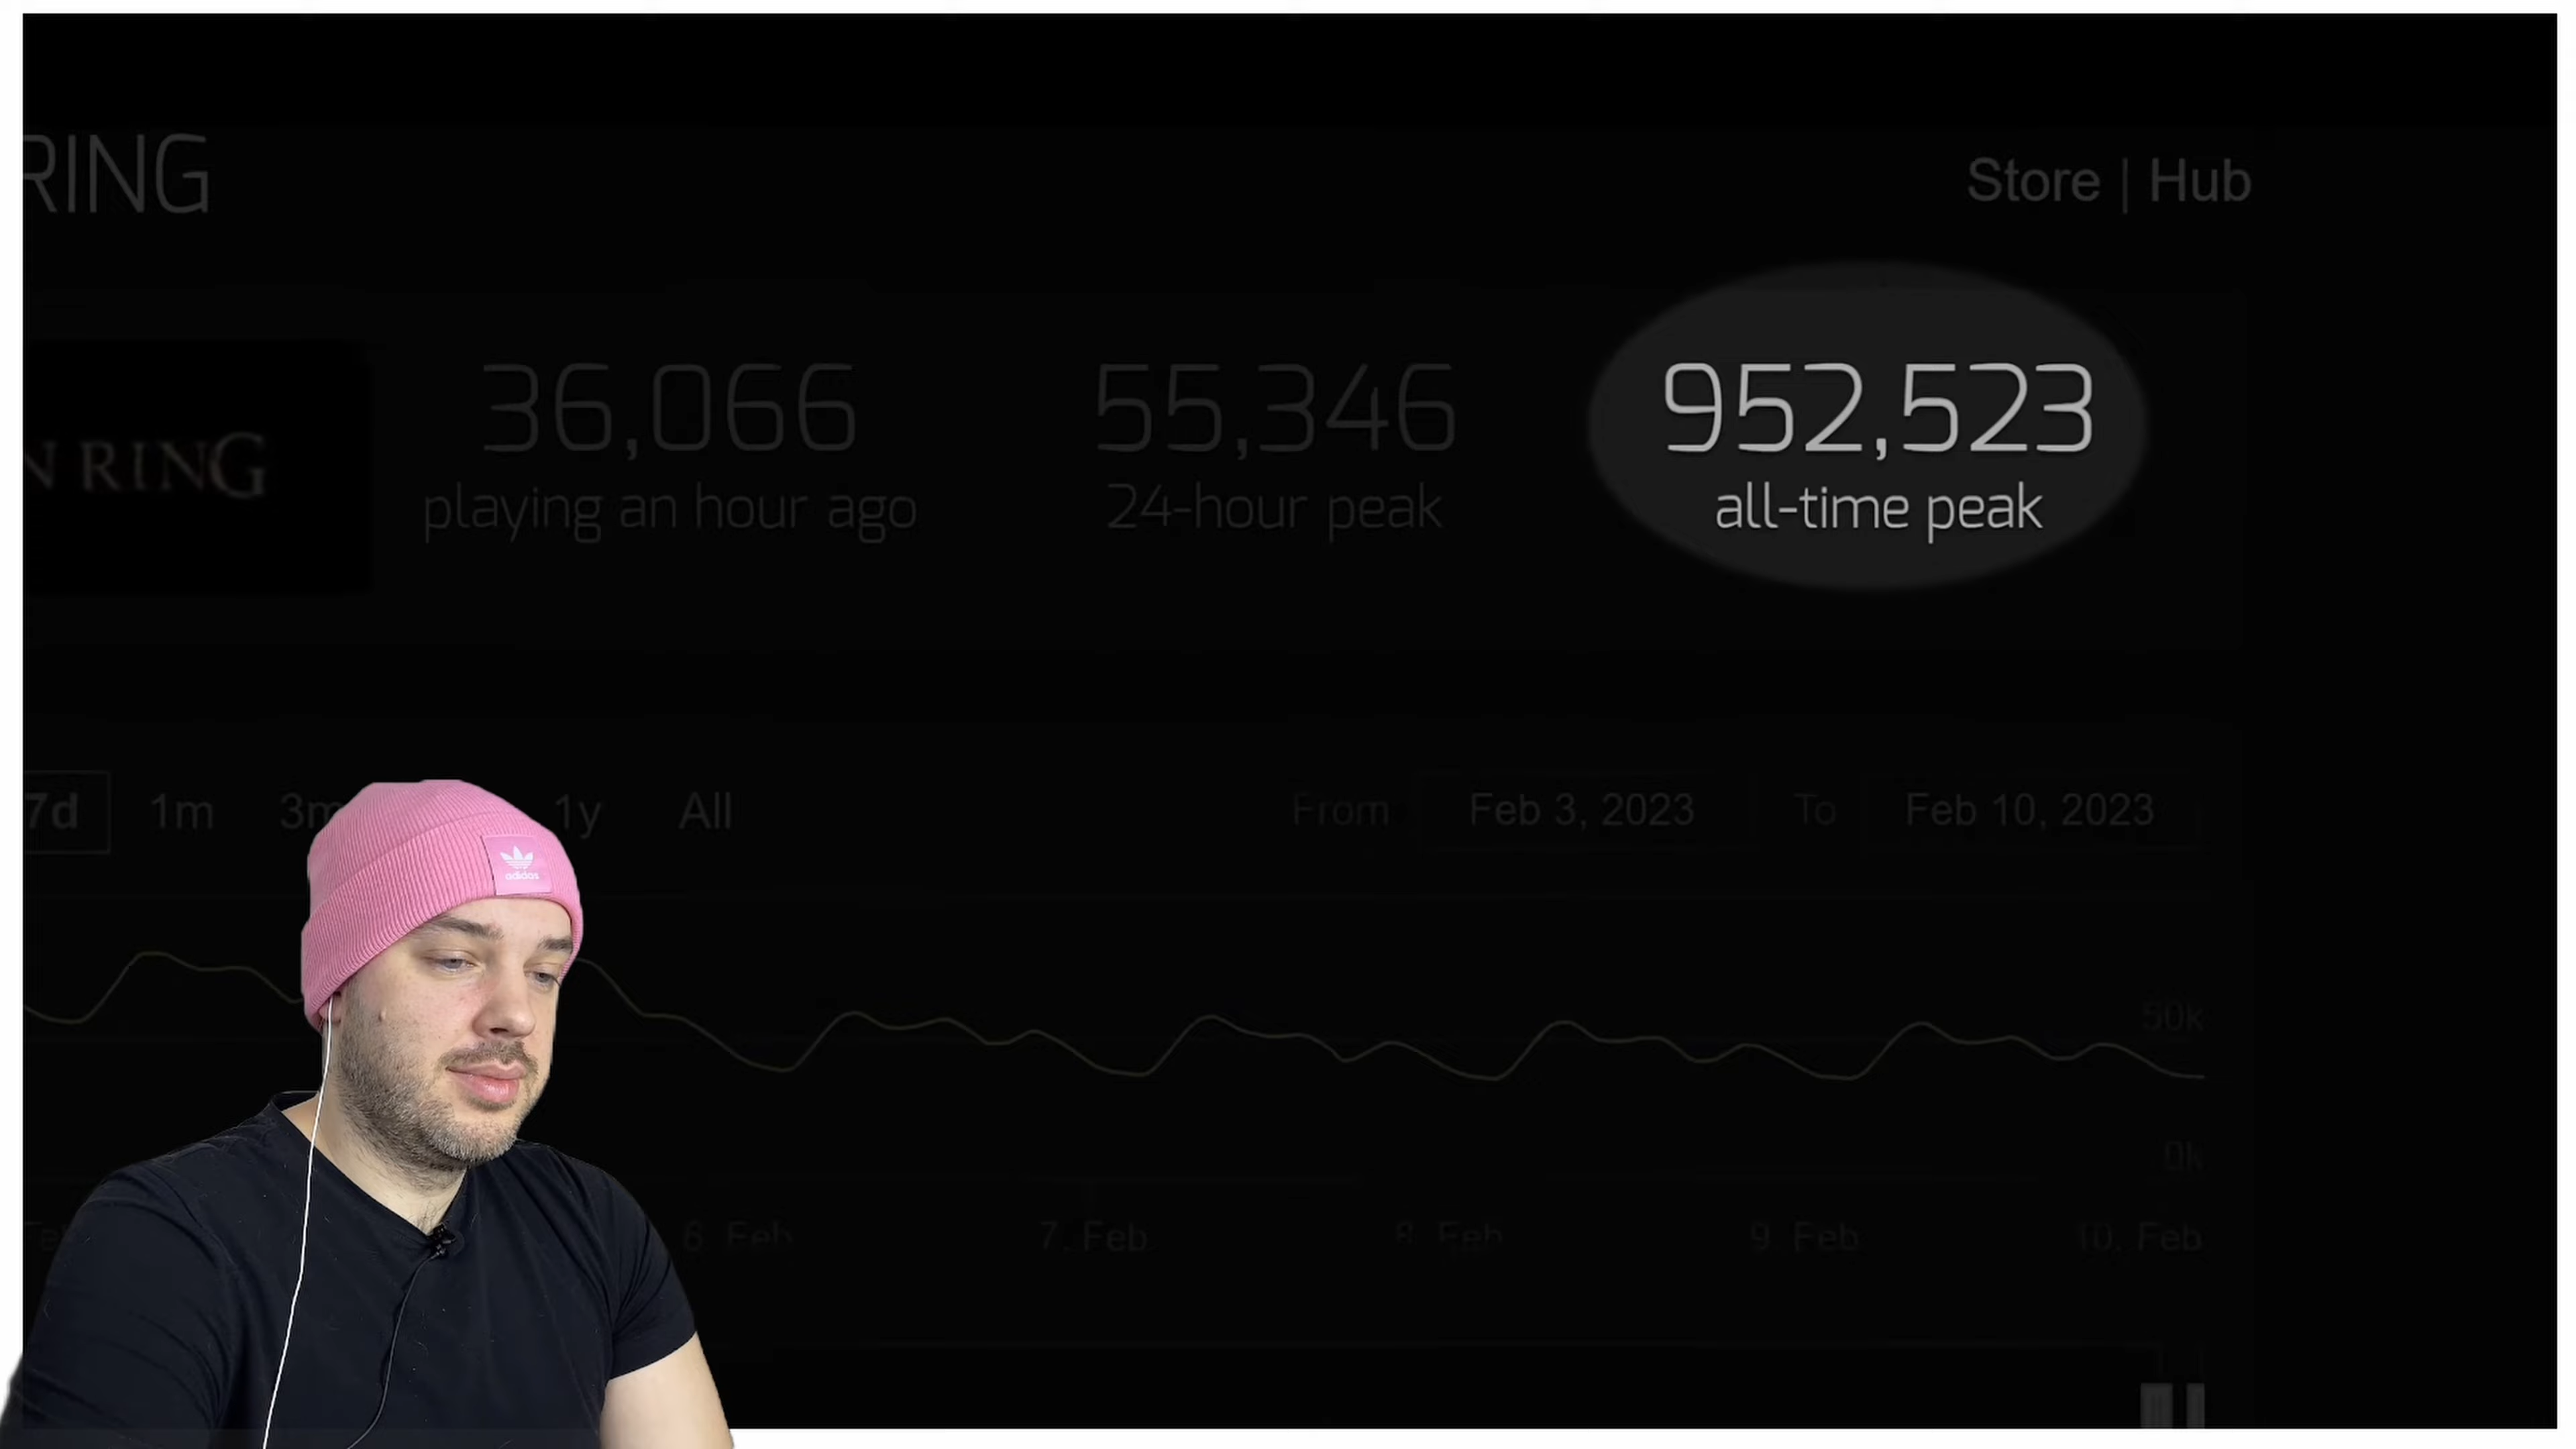 RING
Store | Hub
N RING
36,066
playing an hour ago
55,346
24-hour peak
952,523
all-time peak
7d
1m
3m
1y
All
From
Feb 3, 2023
To
Feb 10, 2023
adidas
50k
0k
6. Feb
7. Feb
8. Feb
9. Feb
10. Feb